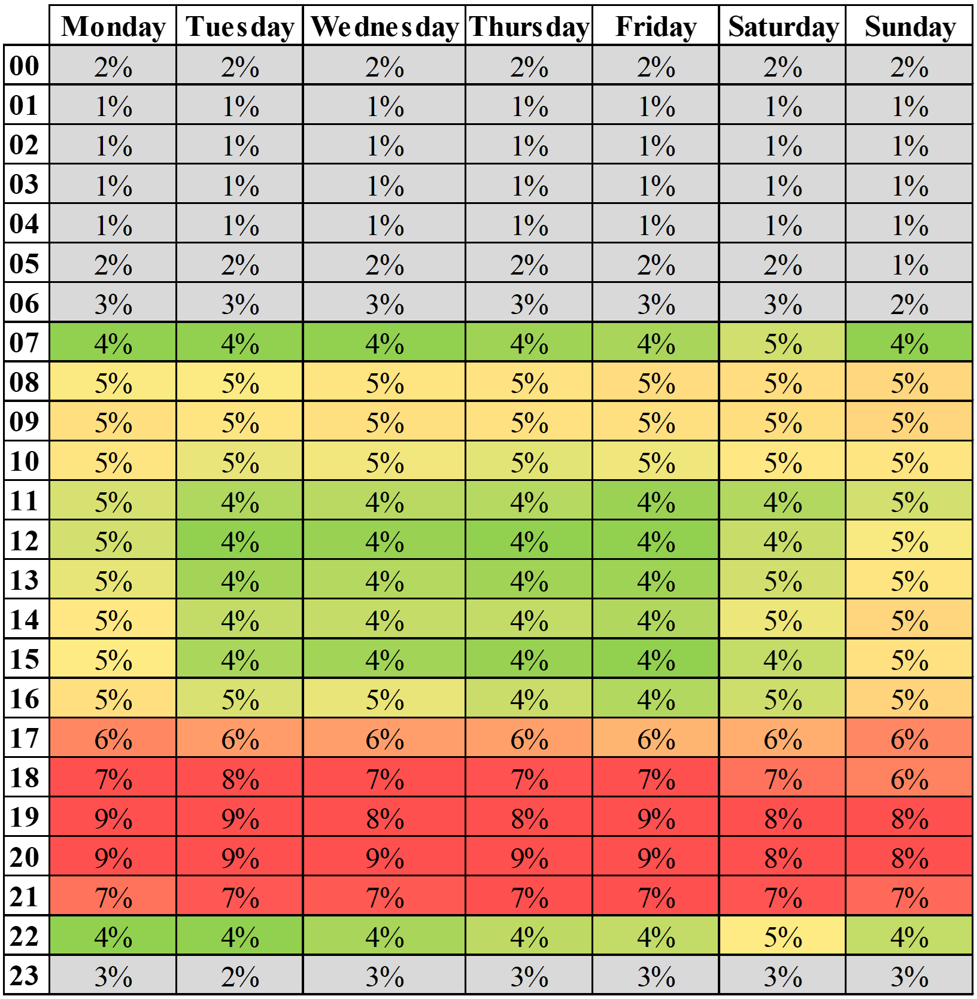 Monday Tuesday Wednesday Thursday Friday Saturday Sunday
00 2% 2% 2% 2% 2% 2% 2%
01 1% 1% 1% 1% 1% 1% 1%
02 1% 1% 1% 1% 1% 1% 1%
03 1% 1% 1% 1% 1% 1% 1%
04 1% 1% 1% 1% 1% 1% 1%
05 2% 2% 2% 2% 2% 2% 1%
06 3% 3% 3% 3% 3% 3% 2%
07 4% 4% 4% 4% 4% 5% 4%
08 5% 5% 5% 5% 5% 5% 5%
09 5% 5% 5% 5% 5% 5% 5%
10 5% 5% 5% 5% 5% 5% 5%
11 5% 4% 4% 4% 4% 4% 5%
12 5% 4% 4% 4% 4% 4% 5%
13 5% 4% 4% 4% 4% 5% 5%
14 5% 4% 4% 4% 4% 5% 5%
15 5% 4% 4% 4% 4% 4% 5%
16 5% 5% 5% 4% 4% 5% 5%
17 6% 6% 6% 6% 6% 6% 6%
18 7% 8% 7% 7% 7% 7% 6%
19 9% 9% 8% 8% 9% 8% 8%
20 9% 9% 9% 9% 9% 8% 8%
21 7% 7% 7% 7% 7% 7% 7%
22 4% 4% 4% 4% 4% 5% 4%
23 3% 2% 3% 3% 3% 3% 3%